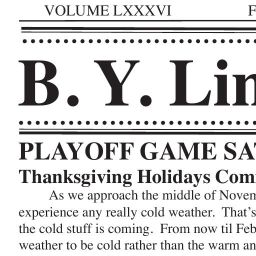 VOLUME LXXXVI
B. Y. Lin
PLAYOFF GAME SA
Thanksgiving Holidays Com
As we approach the middle of Novem
experience any really cold weather. That's
the cold stuff is coming. From now til Feb
weather to be cold rather than the warm an